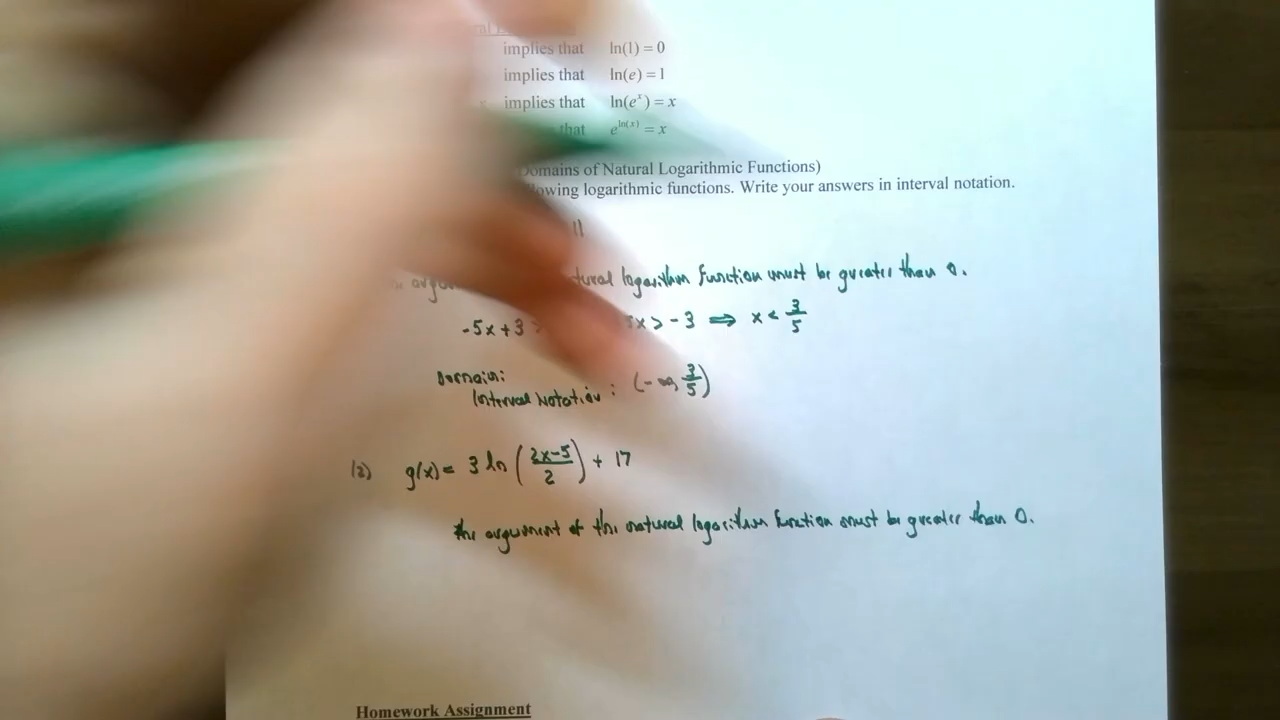 implies that ln(1) = 0
implies that ln(e) = 1
implies that ln(e^x) = x
that e^{ln(x)} = x
Domains of Natural Logarithmic Functions)
logarithmic functions. Write your answers in interval notation.
logarithm function must be greater than 0.
-5x+3 > -3 ⟹ x < 3/5
Domain:
Interval Notation: (-∞, 3/5)
(2) g(x) = 3 ln((2x-5)/2) + 17
the argument of the natural logarithm function must be greater than 0.
Homework Assignment